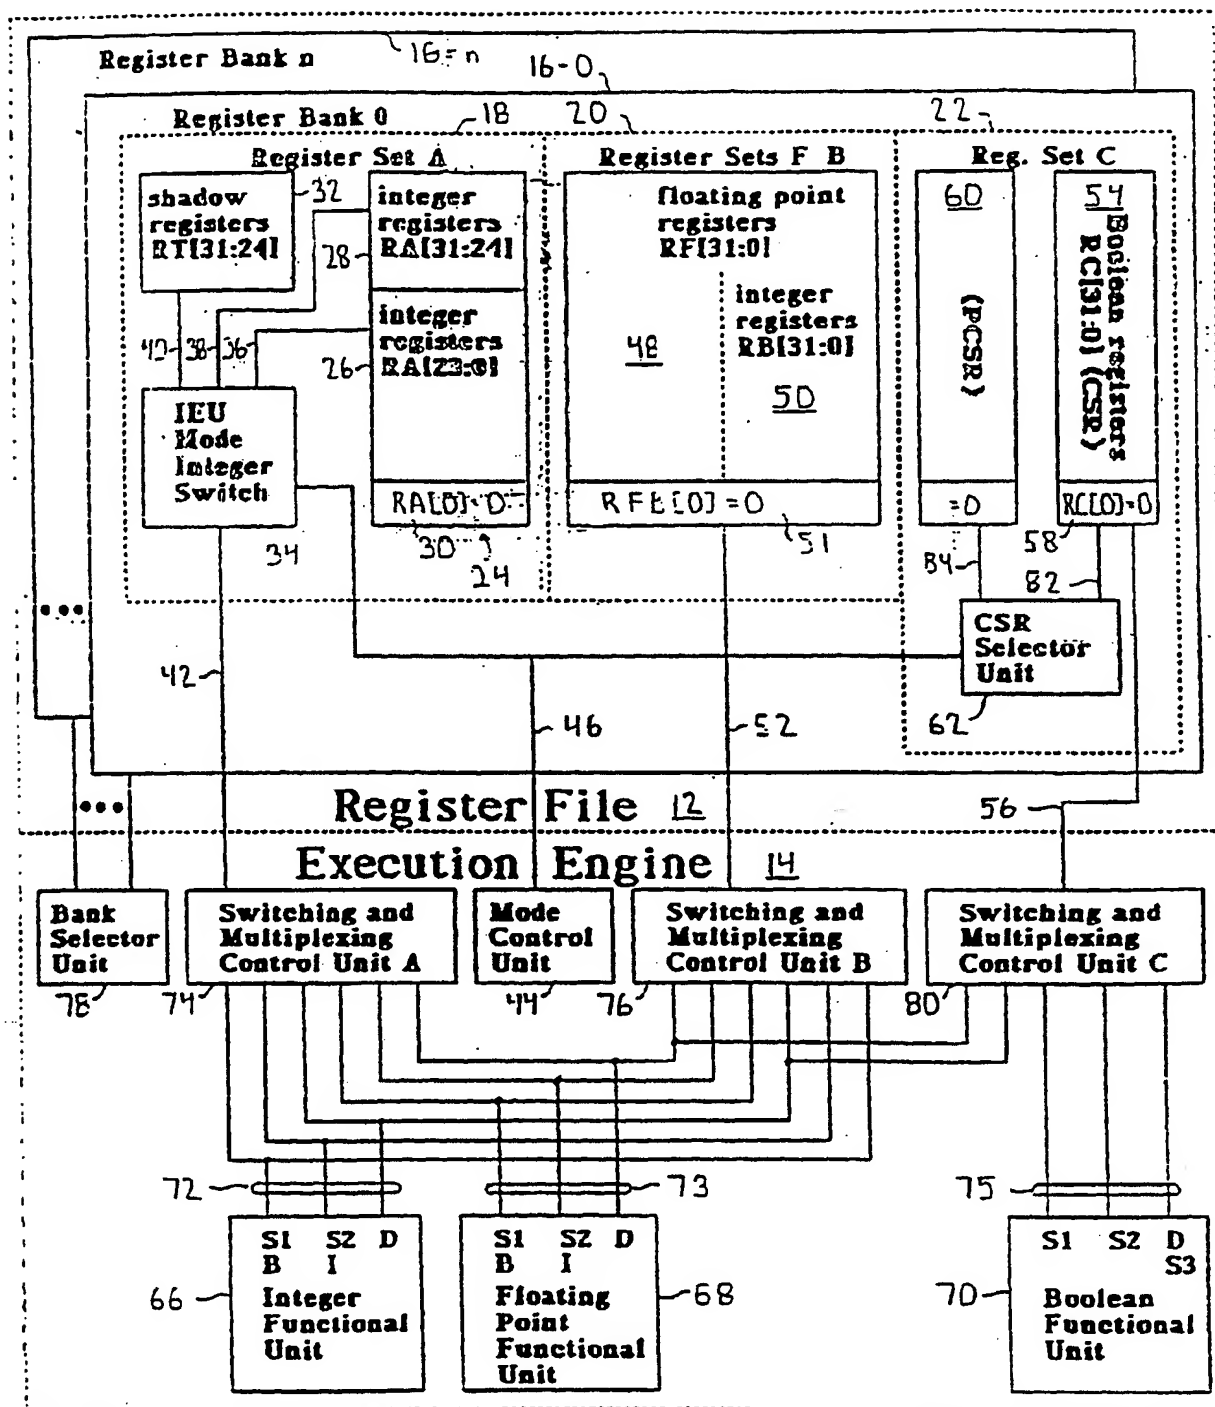 Register Bank n
16-n
16-0
Register Bank 0
18
20
22
Register Set A
Register Sets F B
Reg. Set C
shadow
registers
RT[31:24]
32
integer
registers
RA[31:24]
28
floating point
registers
RF[31:0]
60
(PCSR)
54
Boolean registers
RC[31:0] (CSR)
integer
registers
RA[23:0]
26
integer
registers
RB[31:0]
48
50
38
36
IEU
Mode
Integer
Switch
34
RA[0]=0
30
24
RFB[0]=0
51
=0
RC[0]=0
58
84
82
CSR
Selector
Unit
62
42
46
52
56
Register File 12
Execution Engine 14
Bank
Selector
Unit
78
Switching and
Multiplexing
Control Unit A
74
Mode
Control
Unit
44
Switching and
Multiplexing
Control Unit B
76
Switching and
Multiplexing
Control Unit C
80
72
73
75
S1 S2 D
B I
Integer
Functional
Unit
66
S1 S2 D
B I
Floating
Point
Functional
Unit
68
S1 S2 D
S3
Boolean
Functional
Unit
70